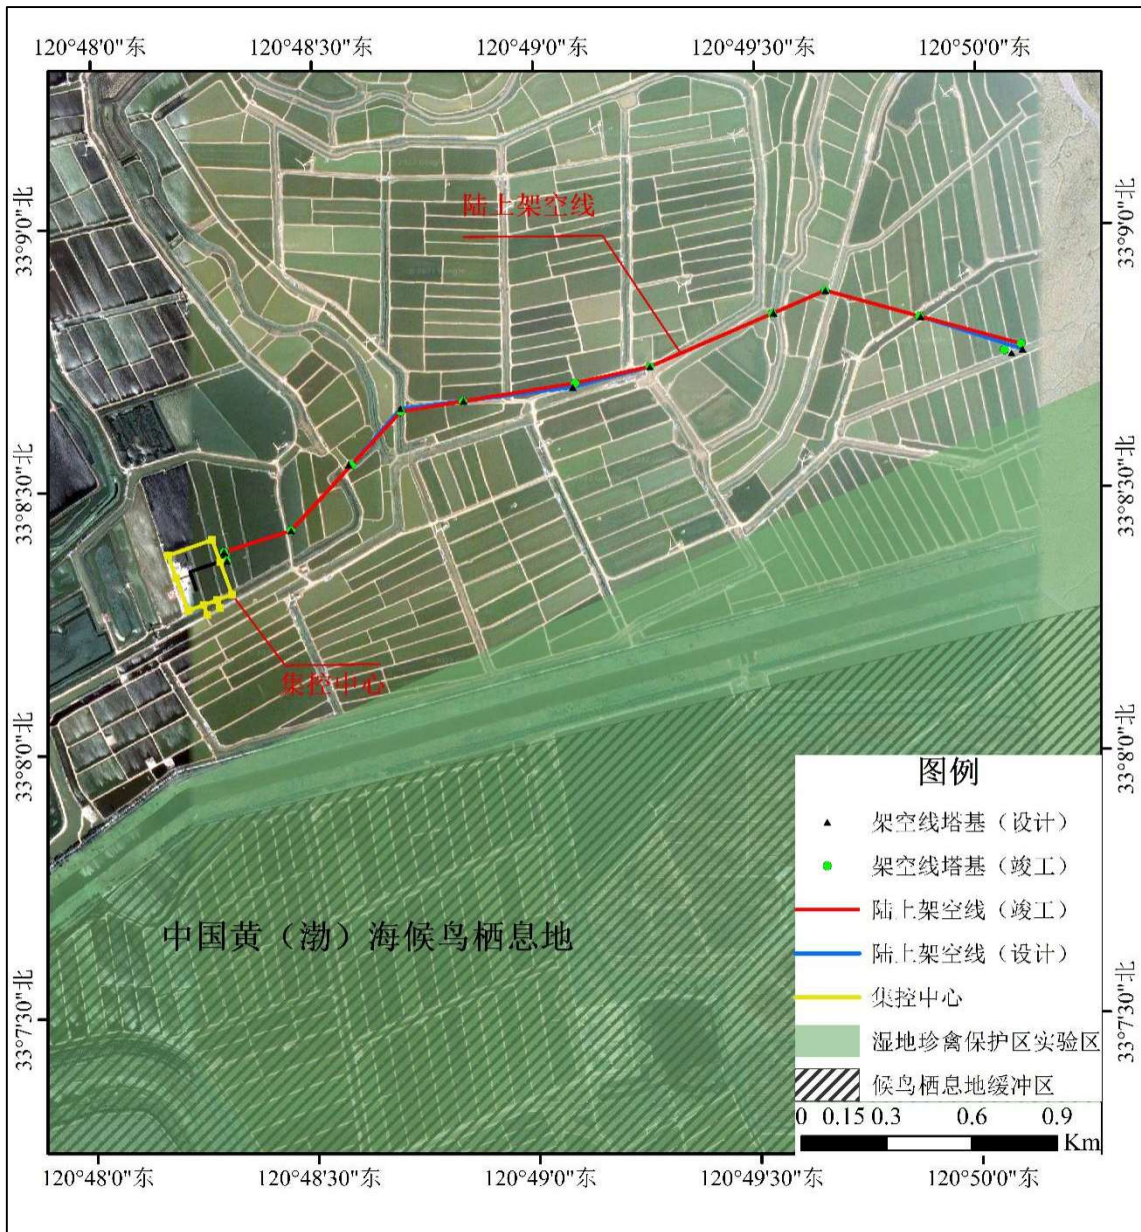 120°48'0"东 120°48'30"东 120°49'0"东 120°49'30"东 120°50'0"东
33°9'0"北 33°9'0"北
陆上架空线
33°8'30"北 33°8'30"北
集控中心
33°8'0"北 33°8'0"北
图例
架空线塔基（设计）
架空线塔基（竣工）
陆上架空线（竣工）
中国黄（渤）海候鸟栖息地
陆上架空线（设计）
集控中心
33°7'30"北 33°7'30"北
湿地珍禽保护区实验区
候鸟栖息地缓冲区
0 0.15 0.3 0.6 0.9
Km
120°48'0"东 120°48'30"东 120°49'0"东 120°49'30"东 120°50'0"东